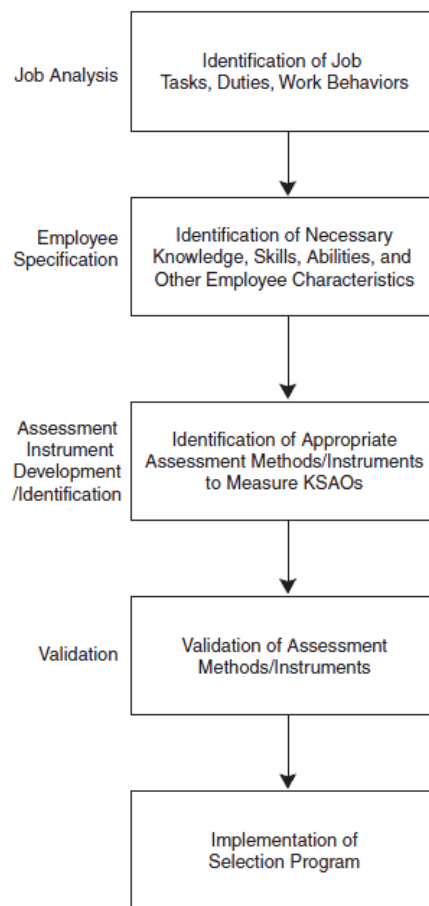 Job Analysis
Identification of Job
Tasks, Duties, Work Behaviors
Employee
Specification
Identification of Necessary
Knowledge, Skills, Abilities, and
Other Employee Characteristics
Assessment
Instrument
Development
/Identification
Identification of Appropriate
Assessment Methods/Instruments
to Measure KSAOs
Validation
Validation of Assessment
Methods/Instruments
Implementation of
Selection Program